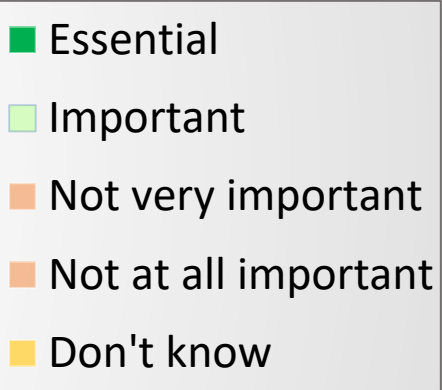 Essential
Important
Not very important
Not at all important
Don't know